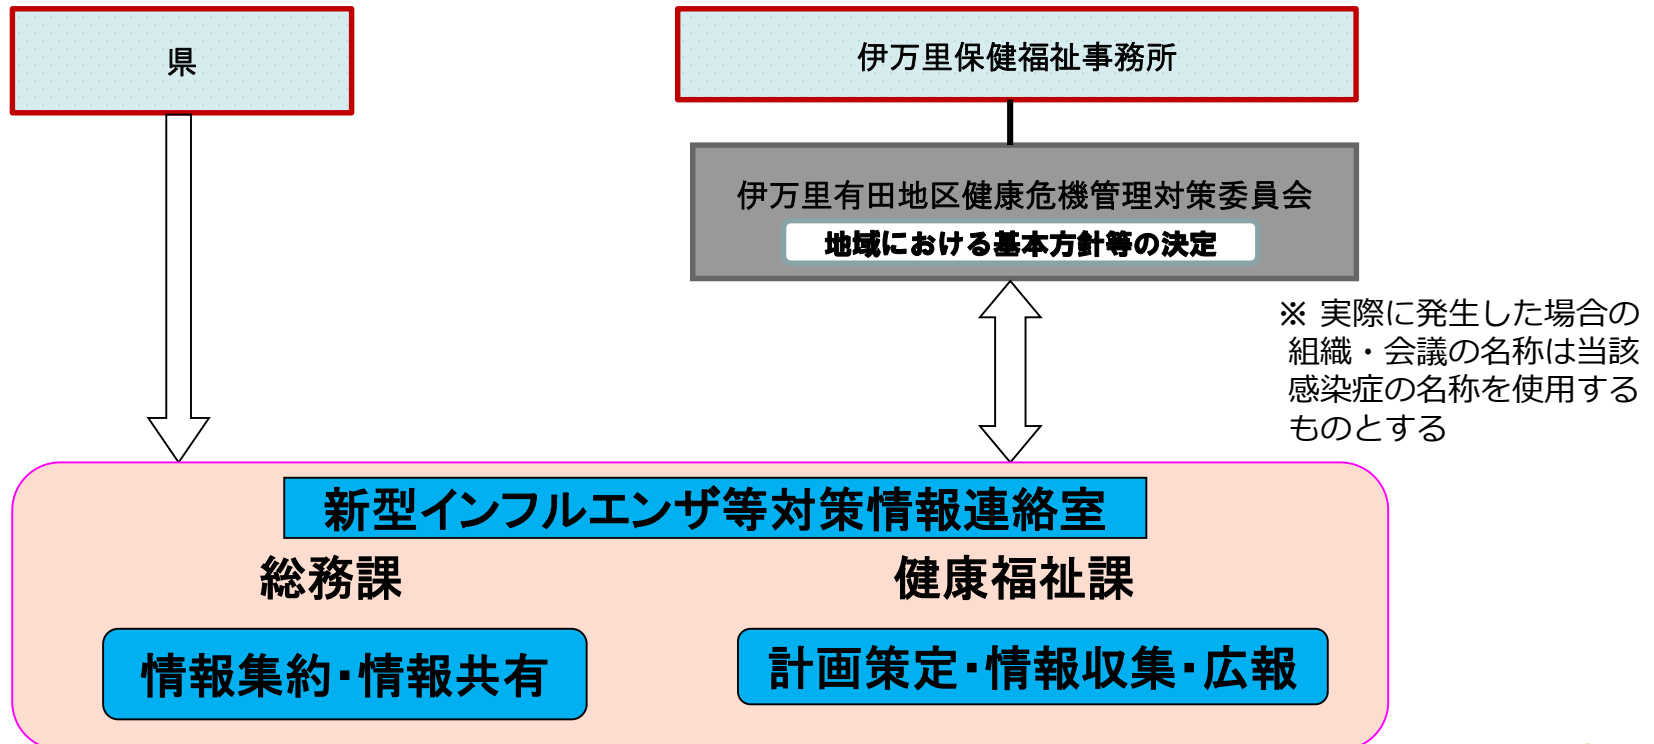 県
伊万里保健福祉事務所
伊万里有田地区健康危機管理対策委員会
地域における基本方針等の決定
※ 実際に発生した場合の
組織・会議の名称は当該
感染症の名称を使用する
ものとする
新型インフルエンザ等対策情報連絡室
総務課
健康福祉課
情報集約・情報共有
計画策定・情報収集・広報